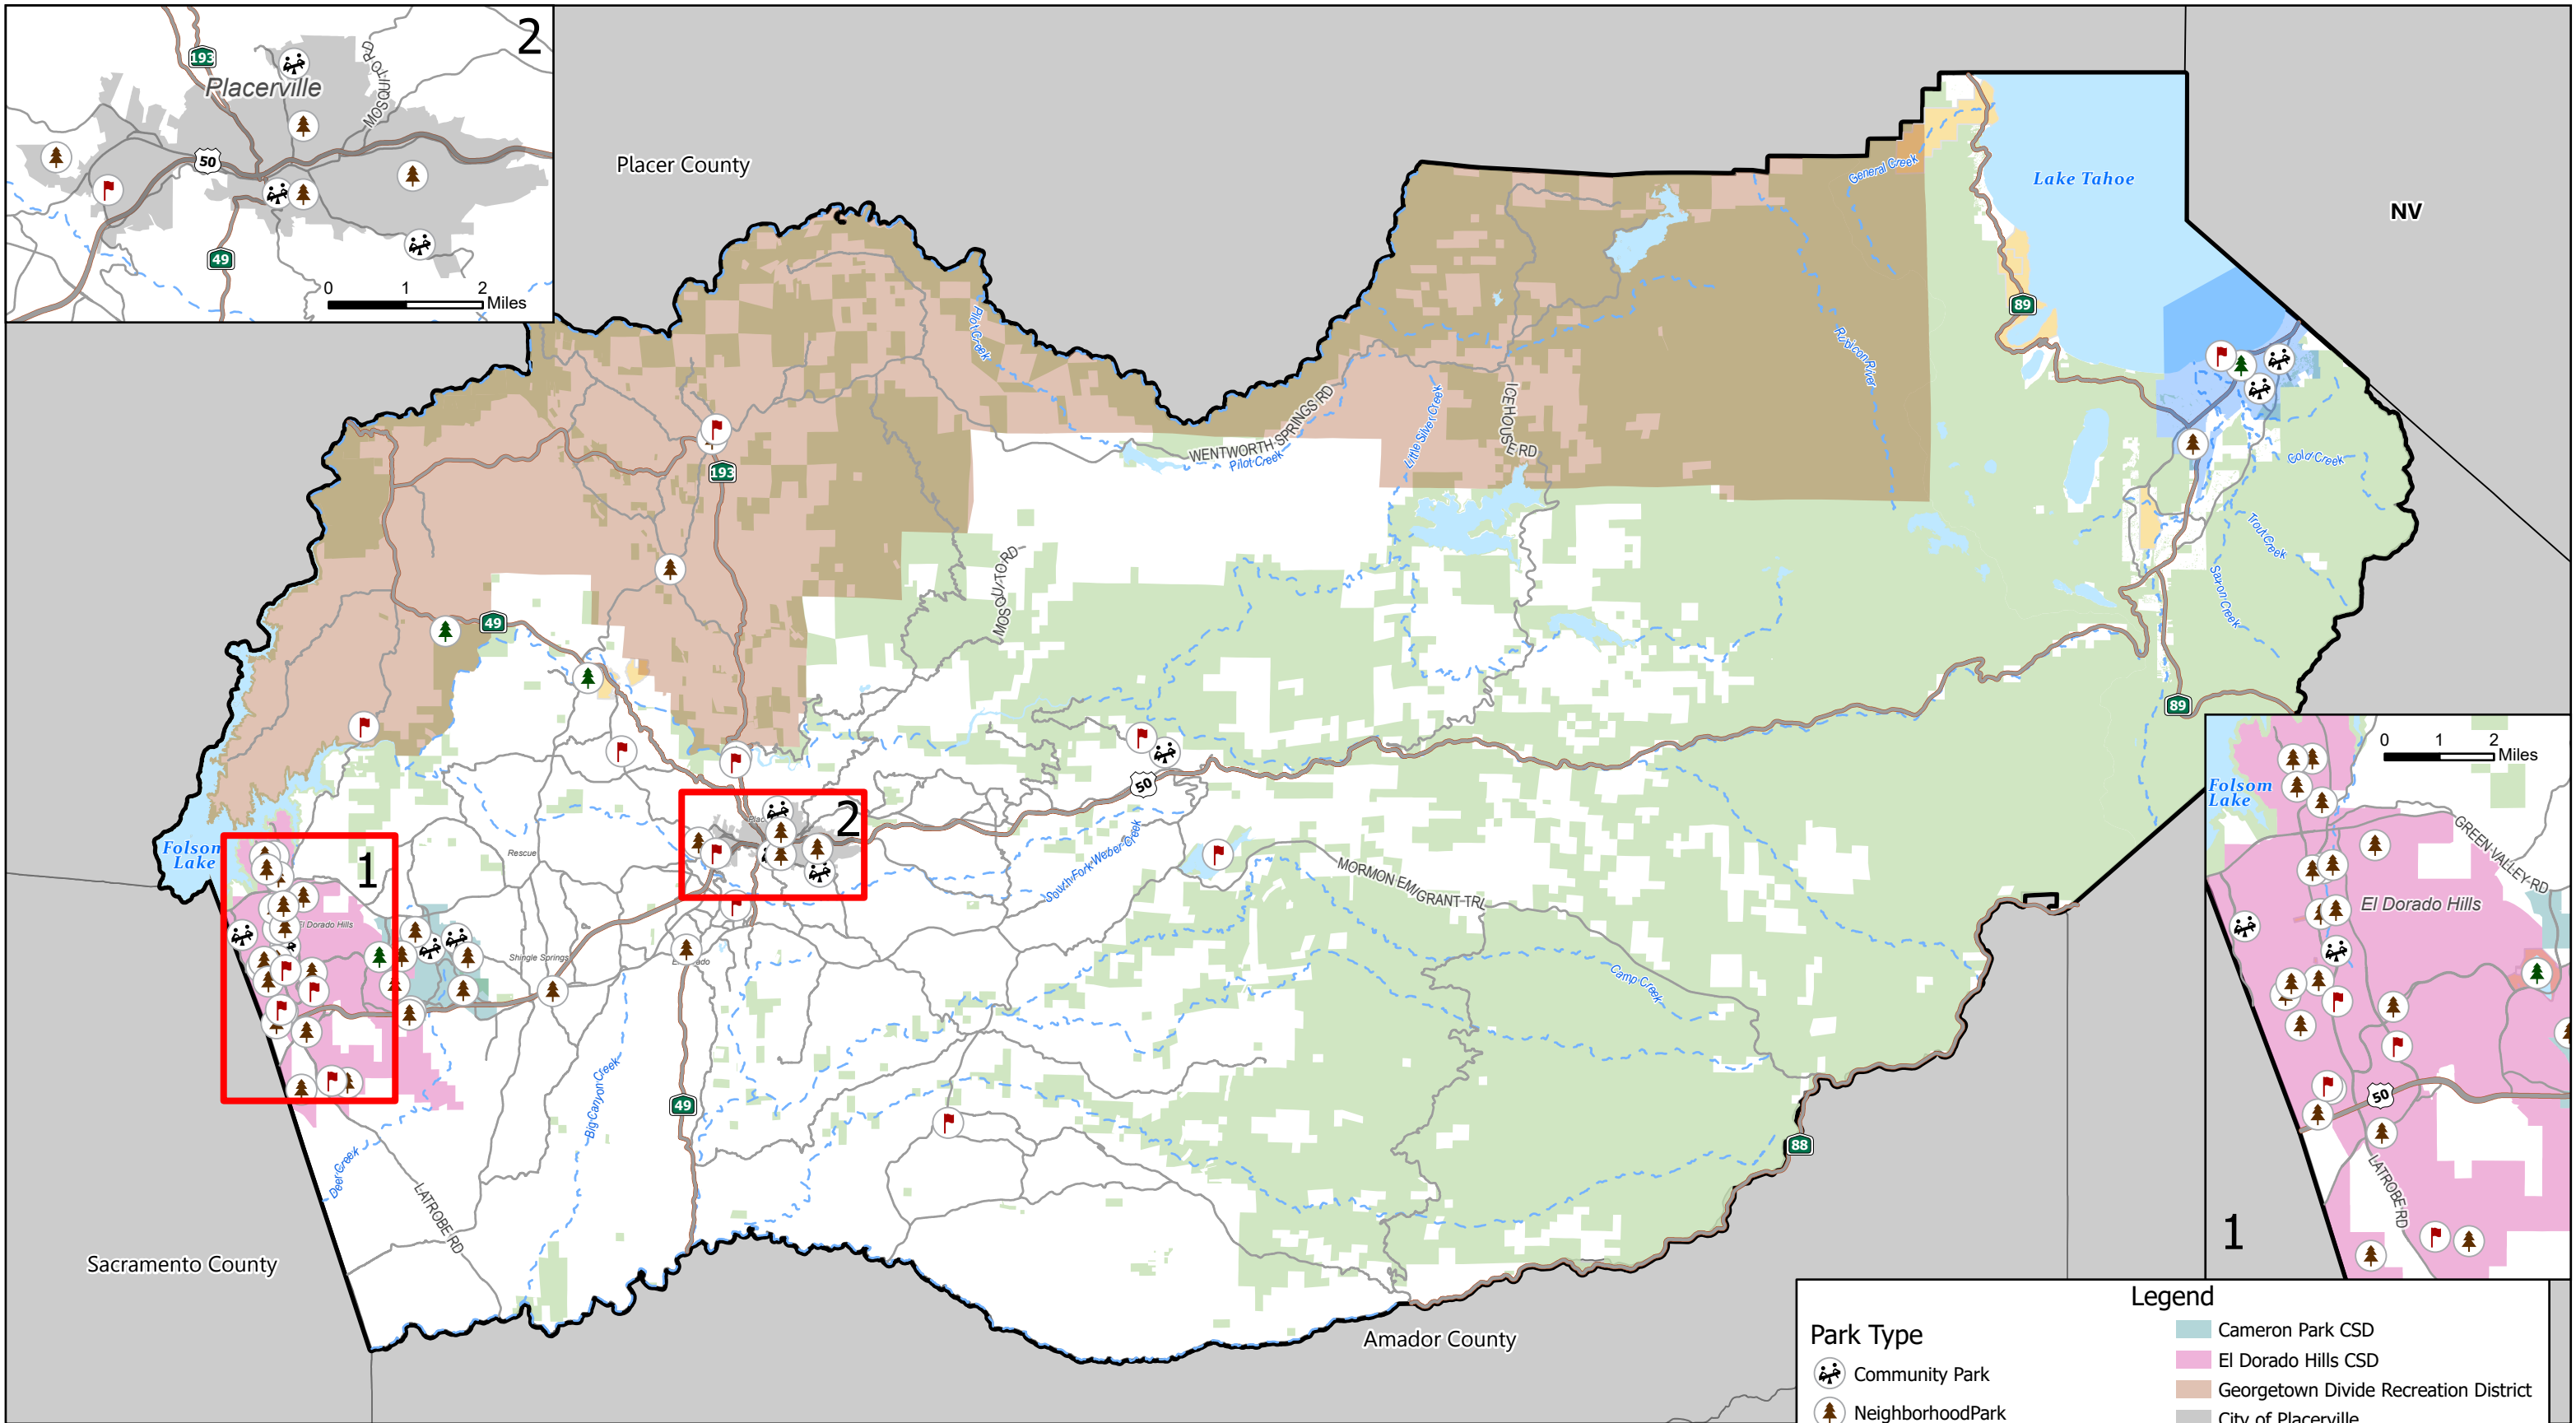 2
193
Placerville
MOSQUITO RD
50
49
0 1 2 Miles
Placer County
Lake Tahoe
NV
General Creek
89
Rubicon River
Pilot Creek
WENTWORTH SPRINGS RD
Pilot Creek
Little Silver Creek
ICE HOUSE RD
Cold Creek
Trout Creek
Saxon Creek
193
MOSQUITO RD
49
89
50
2
Rescue
South Fork Weber Creek
MORMON EMIGRANT TRL
Folsom
Lake
1
El Dorado Hills
Shingle Springs
Camp Creek
Big Canyon Creek
49
88
Deer Creek
LATROBE RD
Sacramento County
Amador County
0 1 2 Miles
Folsom
Lake
GREEN VALLEY RD
El Dorado Hills
50
LATROBE RD
1
Legend
Park Type
Community Park
NeighborhoodPark
Cameron Park CSD
El Dorado Hills CSD
Georgetown Divide Recreation District
City of Placerville